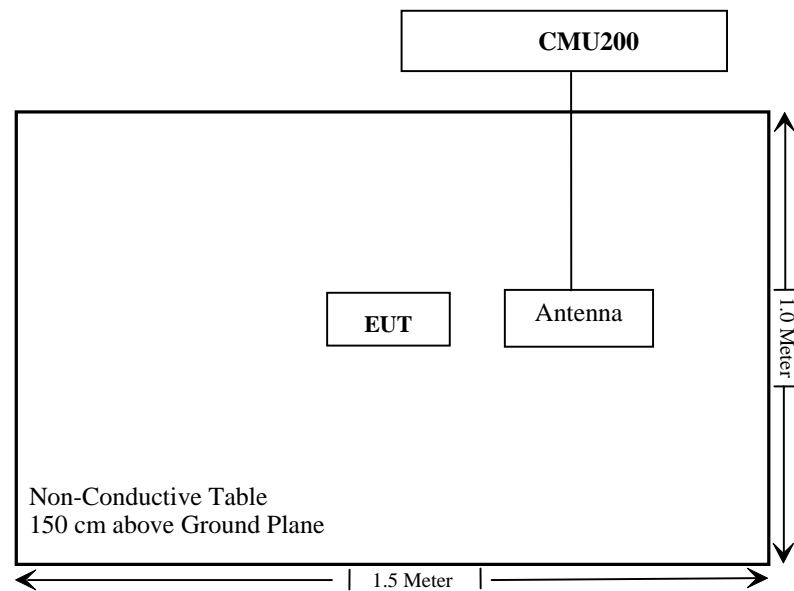 CMU200
EUT
Antenna
1.0 Meter
Non-Conductive Table
150 cm above Ground Plane
1.5 Meter